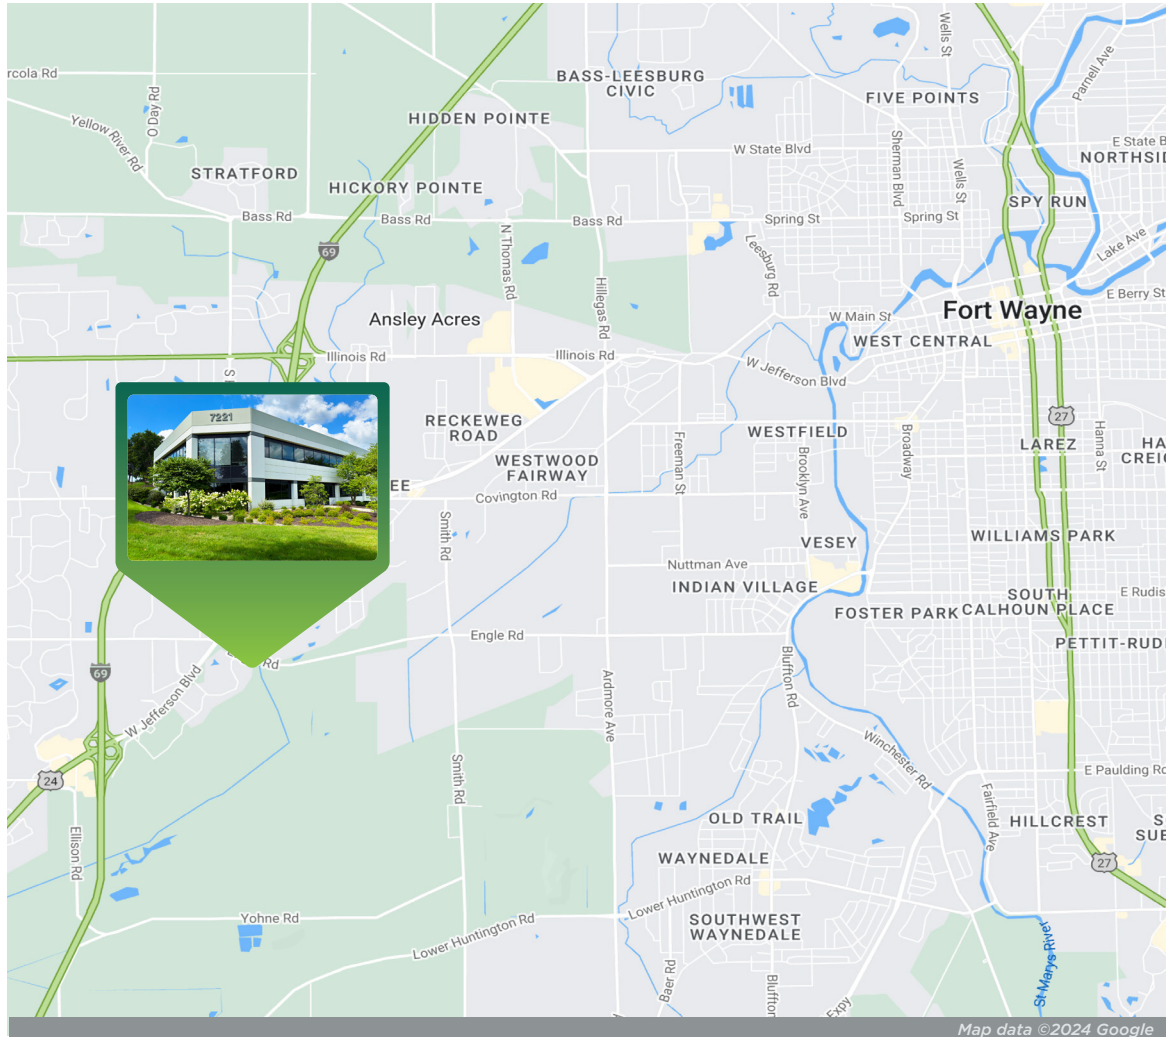 Wells St
BASS-LEESBURG
CIVIC
Parnell Ave
rcola Rd
O Day Rd
FIVE POINTS
HIDDEN POINTE
Yellow River Rd
Sherman Blvd
E State B
W State Blvd
NORTHSID
STRATFORD
Wells St
HICKORY POINTE
SPY RUN
Bass Rd
Bass Rd
Bass Rd
Spring St
Spring St
N Thomas Rd
Leesburg Rd
Lake Ave
69
Hillegas Rd
E Berry St
Fort Wayne
Ansley Acres
W Main St
WEST CENTRAL
Illinois Rd
Illinois Rd
W Jefferson Blvd
S
7221
27
RECKEWEG
ROAD
WESTFIELD
Freeman St
Brooklyn Ave
Broadway
LAREZ
Hanna St
HA
CREIG
WESTWOOD
FAIRWAY
EE
Covington Rd
Smith Rd
VESEY
WILLIAMS PARK
Nuttman Ave
INDIAN VILLAGE
SOUTH
CALHOUN PLACE
E Rudis
FOSTER PARK
Engle Rd
PETTIT-RUDI
Rd
69
Bluffton Rd
Ardmore Ave
W Jefferson Blvd
Winchester Rd
24
Smith Rd
E Paulding Rd
Fairfield Ave
Ellison Rd
OLD TRAIL
HILLCREST
S
SUB
WAYNEDALE
27
Lower Huntington Rd
Yohne Rd
Lower Huntington Rd
SOUTHWEST
WAYNEDALE
St Marys River
Baer Rd
Bluffton
Expy
Map data ©2024 Google